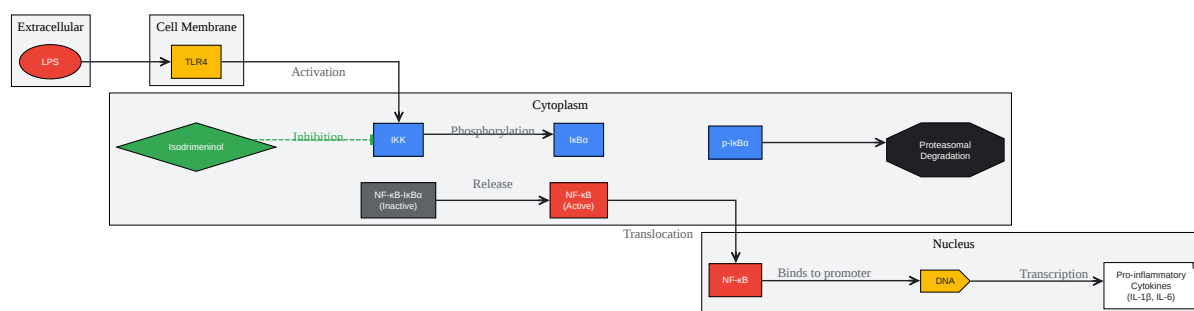 Extracellular
LPS
Cell Membrane
TLR4
Activation
Cytoplasm
Isodrimeninol
Inhibition
IKK
Phosphorylation
IκBα
p-IκBα
Proteasomal
Degradation
NF-κB-IκBα
(Inactive)
Release
NF-κB
(Active)
Translocation
Nucleus
NF-κB
Binds to promoter
DNA
Transcription
Pro-inflammatory
Cytokines
(IL-1β, IL-6)